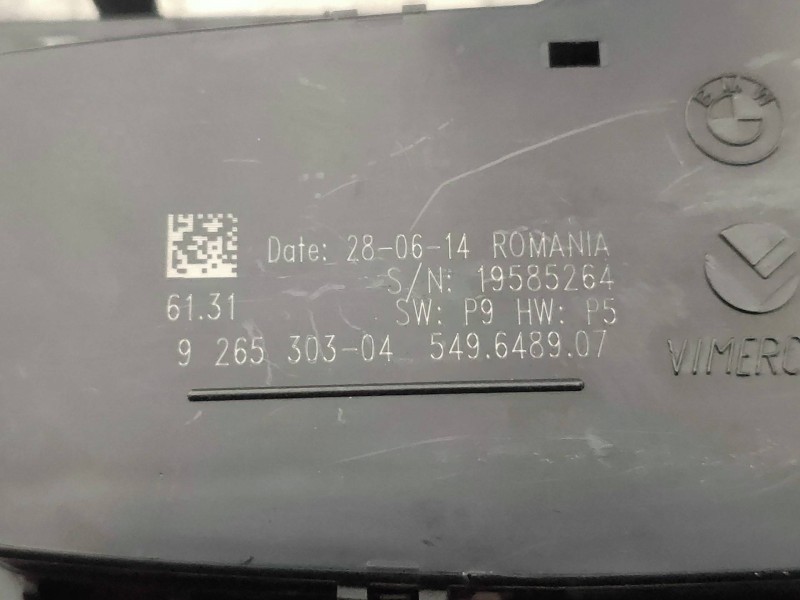 BMW
Date: 28-06-14 ROMANIA
S/N: 19585264
61.31 SW: P9 HW: P5
9 265 303-04 549.6489.07
VIMERC